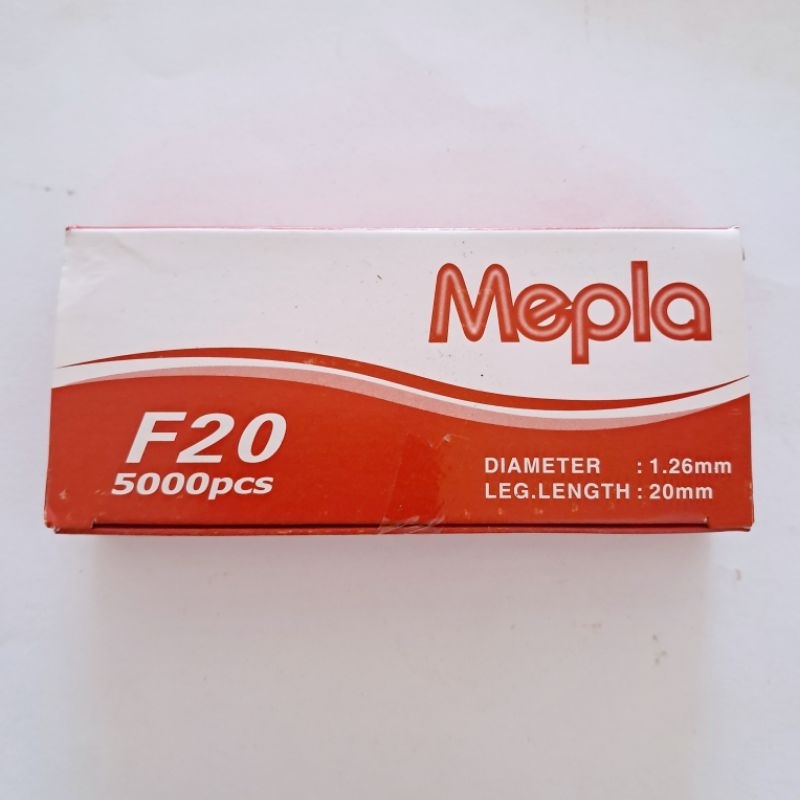 Mepla
F20
5000pcs
DIAMETER : 1.26mm
LEG.LENGTH : 20mm